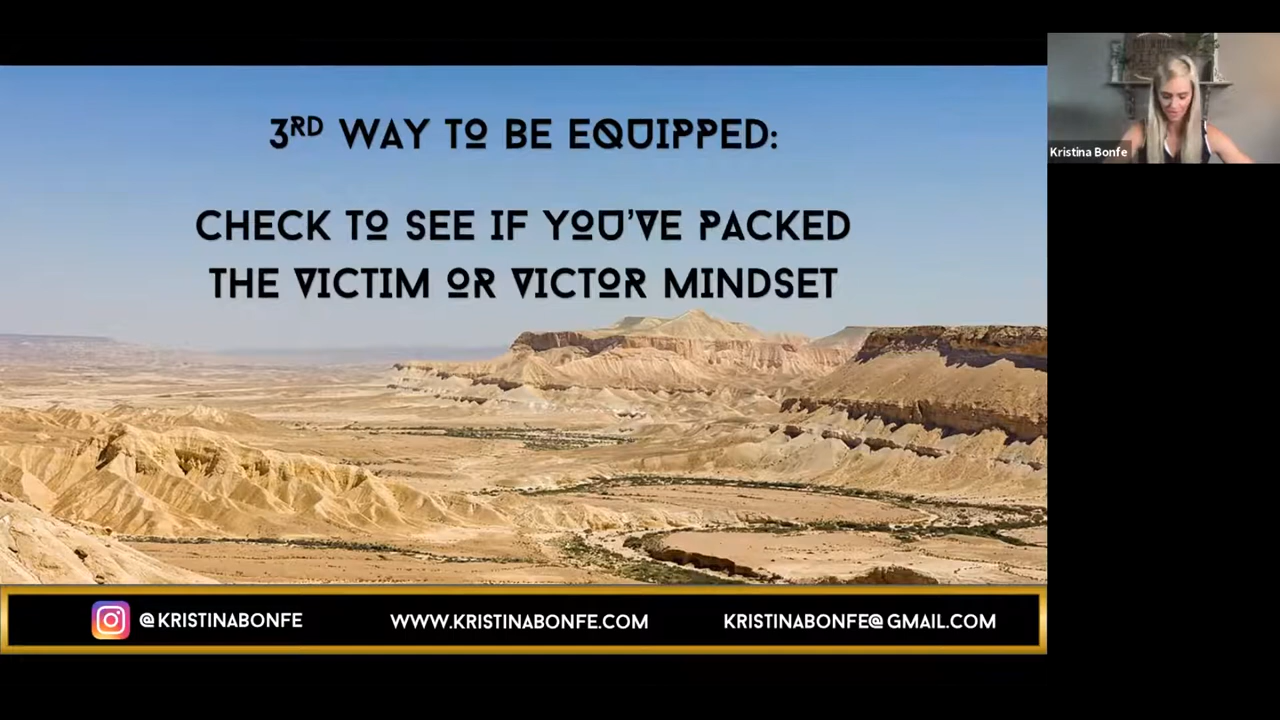 3RD WAY TO BE EQUIPPED:
CHECK TO SEE IF YOU'VE PACKED
THE VICTIM OR VICTOR MINDSET
@KRISTINABONFE
WWW.KRISTINABONFE.COM
KRISTINABONFE@GMAIL.COM
Kristina Bonfe